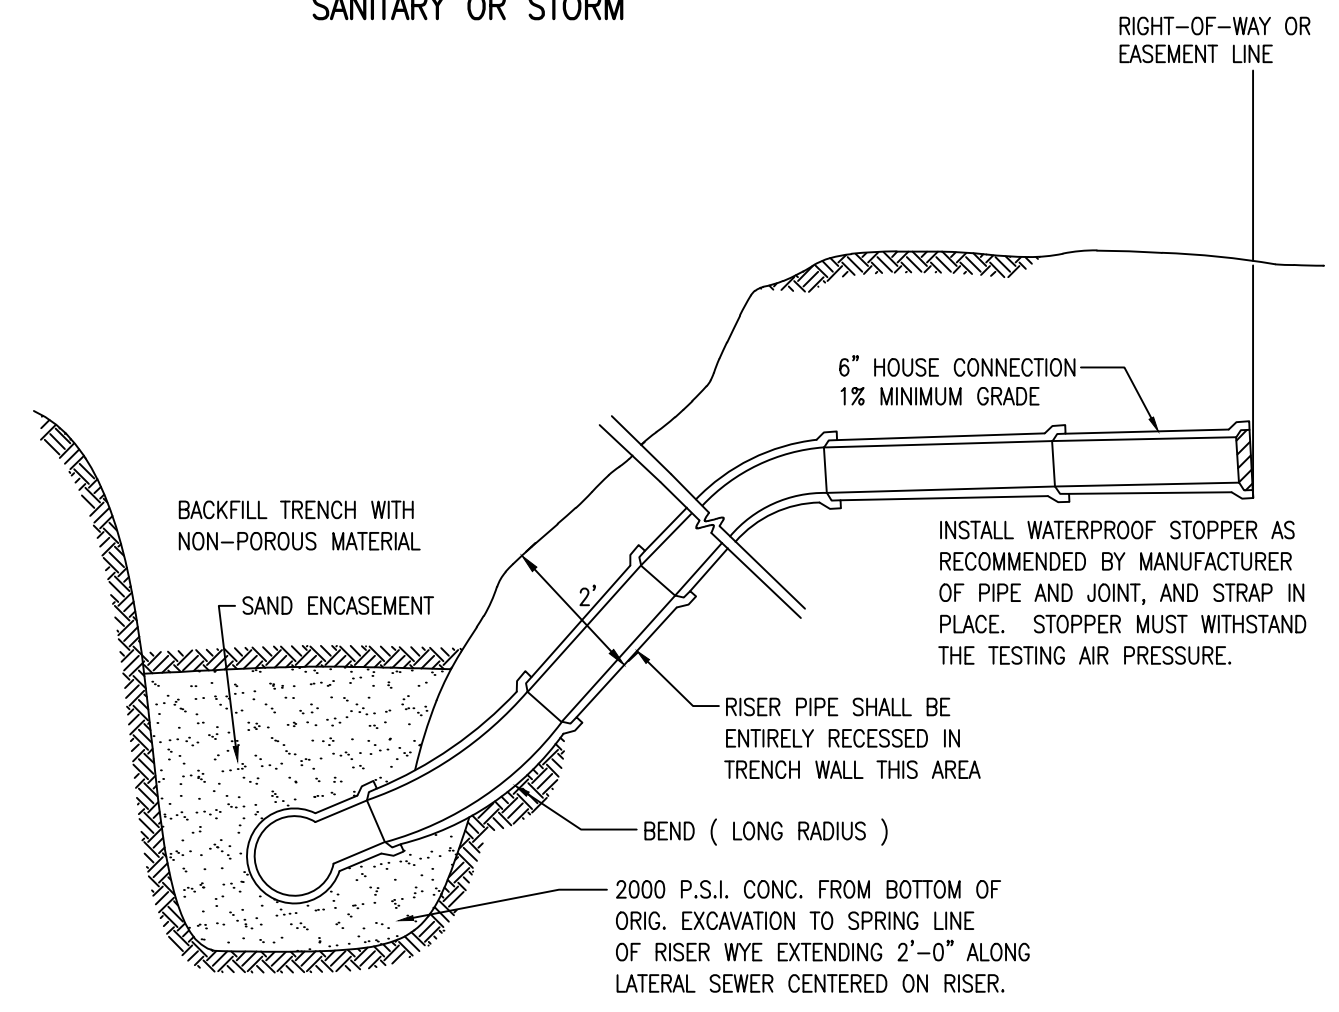 SANITARY OR STORM
RIGHT-OF-WAY OR
EASEMENT LINE
6" HOUSE CONNECTION
1% MINIMUM GRADE
BACKFILL TRENCH WITH
NON-POROUS MATERIAL
SAND ENCASEMENT
2'
INSTALL WATERPROOF STOPPER AS
RECOMMENDED BY MANUFACTURER
OF PIPE AND JOINT, AND STRAP IN
PLACE. STOPPER MUST WITHSTAND
THE TESTING AIR PRESSURE.
RISER PIPE SHALL BE
ENTIRELY RECESSED IN
TRENCH WALL THIS AREA
BEND ( LONG RADIUS )
2000 P.S.I. CONC. FROM BOTTOM OF
ORIG. EXCAVATION TO SPRING LINE
OF RISER WYE EXTENDING 2'-0" ALONG
LATERAL SEWER CENTERED ON RISER.